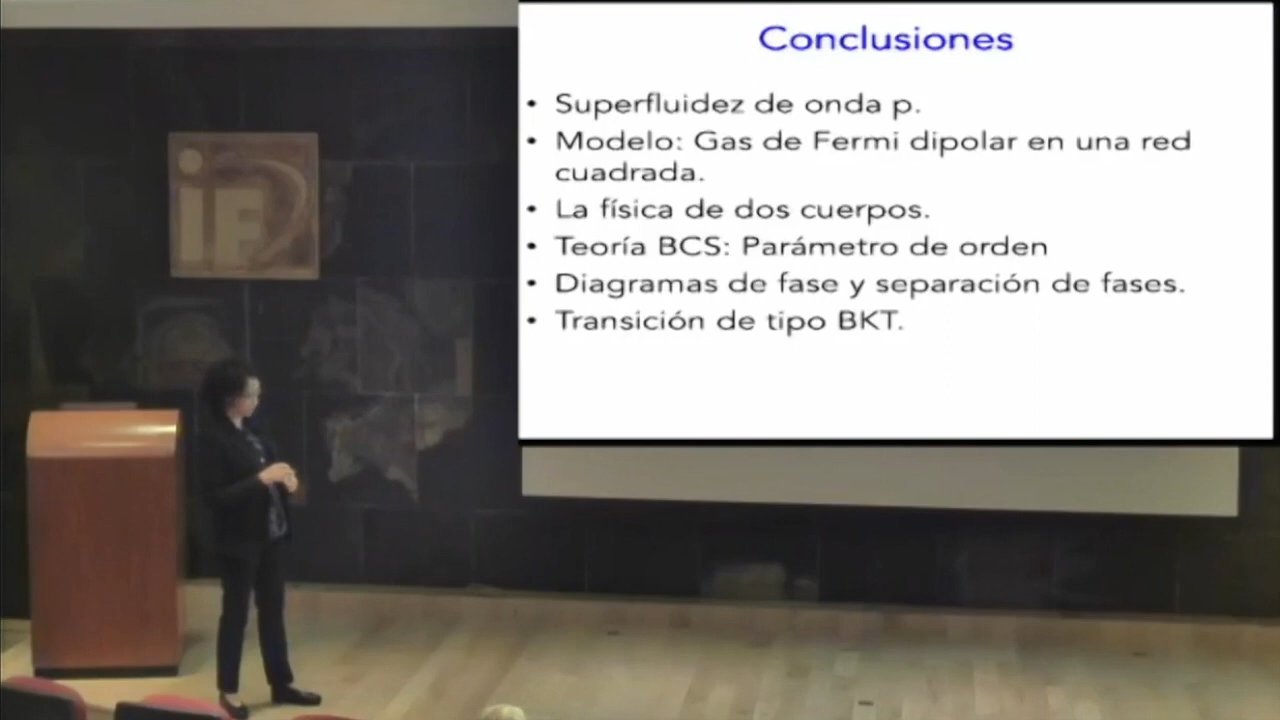 Conclusiones
• Superfluidez de onda p.
• Modelo: Gas de Fermi dipolar en una red
cuadrada.
• La física de dos cuerpos.
• Teoría BCS: Parámetro de orden
• Diagramas de fase y separación de fases.
• Transición de tipo BKT.
iF